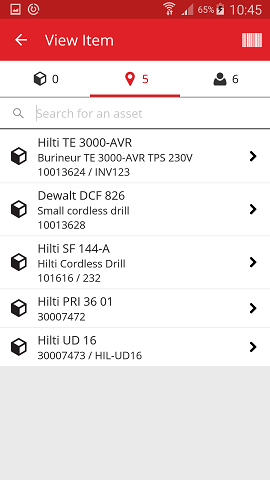 65% 10:45
View Item
0 5 6
Search for an asset
Hilti TE 3000-AVR
Burineur TE 3000-AVR TPS 230V
10013624 / INV123
Dewalt DCF 826
Small cordless drill
10013628
Hilti SF 144-A
Hilti Cordless Drill
101616 / 232
Hilti PRI 36 01
30007472
Hilti UD 16
30007473 / HIL-UD16